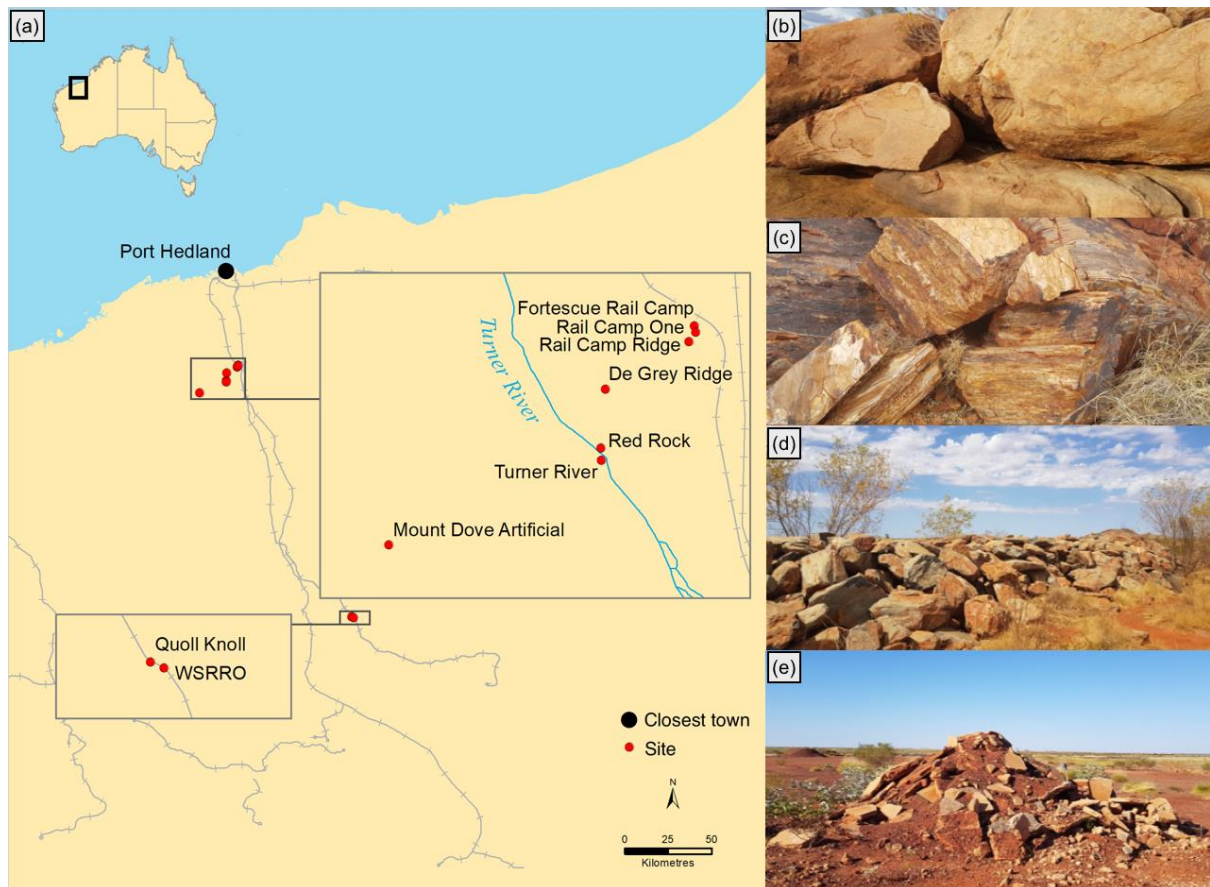 (a)
Port Hedland
Turner River
Fortescue Rail Camp
Rail Camp One
Rail Camp Ridge
De Grey Ridge
Red Rock
Turner River
Mount Dove Artificial
Quoll Knoll
WSRRO
Closest town
Site
N
0 25 50
Kilometres
(b)
(c)
(d)
(e)